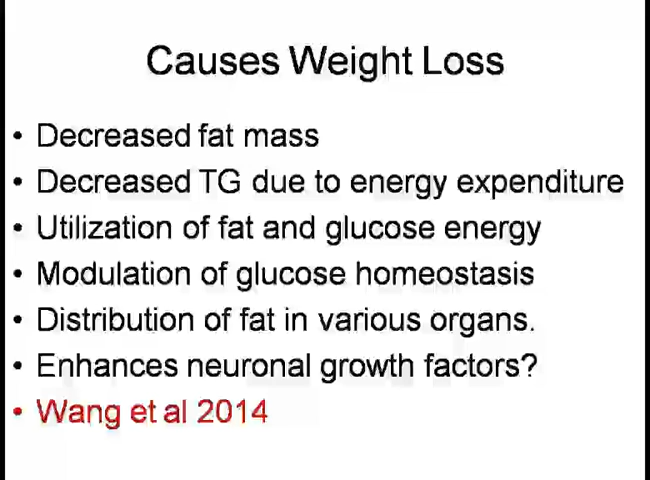 Causes Weight Loss
• Decreased fat mass
• Decreased TG due to energy expenditure
• Utilization of fat and glucose energy
• Modulation of glucose homeostasis
• Distribution of fat in various organs.
• Enhances neuronal growth factors?
• Wang et al 2014